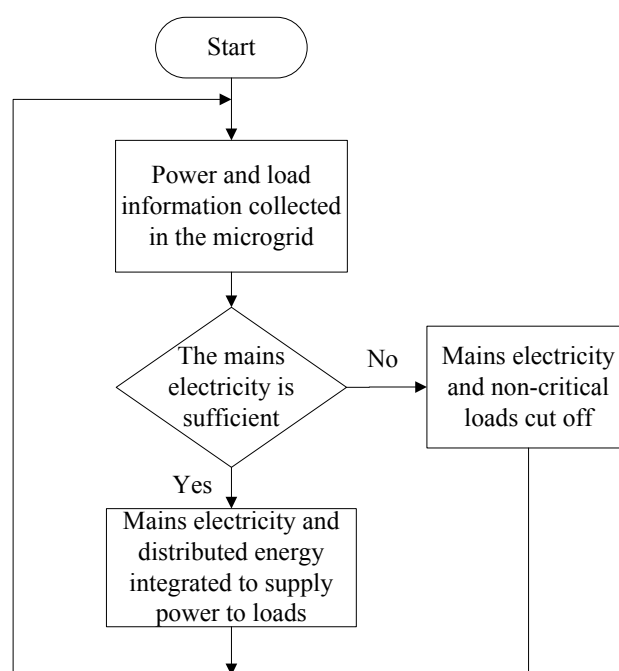 Start
Power and load
information collected
in the microgrid
The mains
electricity is
sufficient
No
Mains electricity
and non-critical
loads cut off
Yes
Mains electricity and
distributed energy
integrated to supply
power to loads